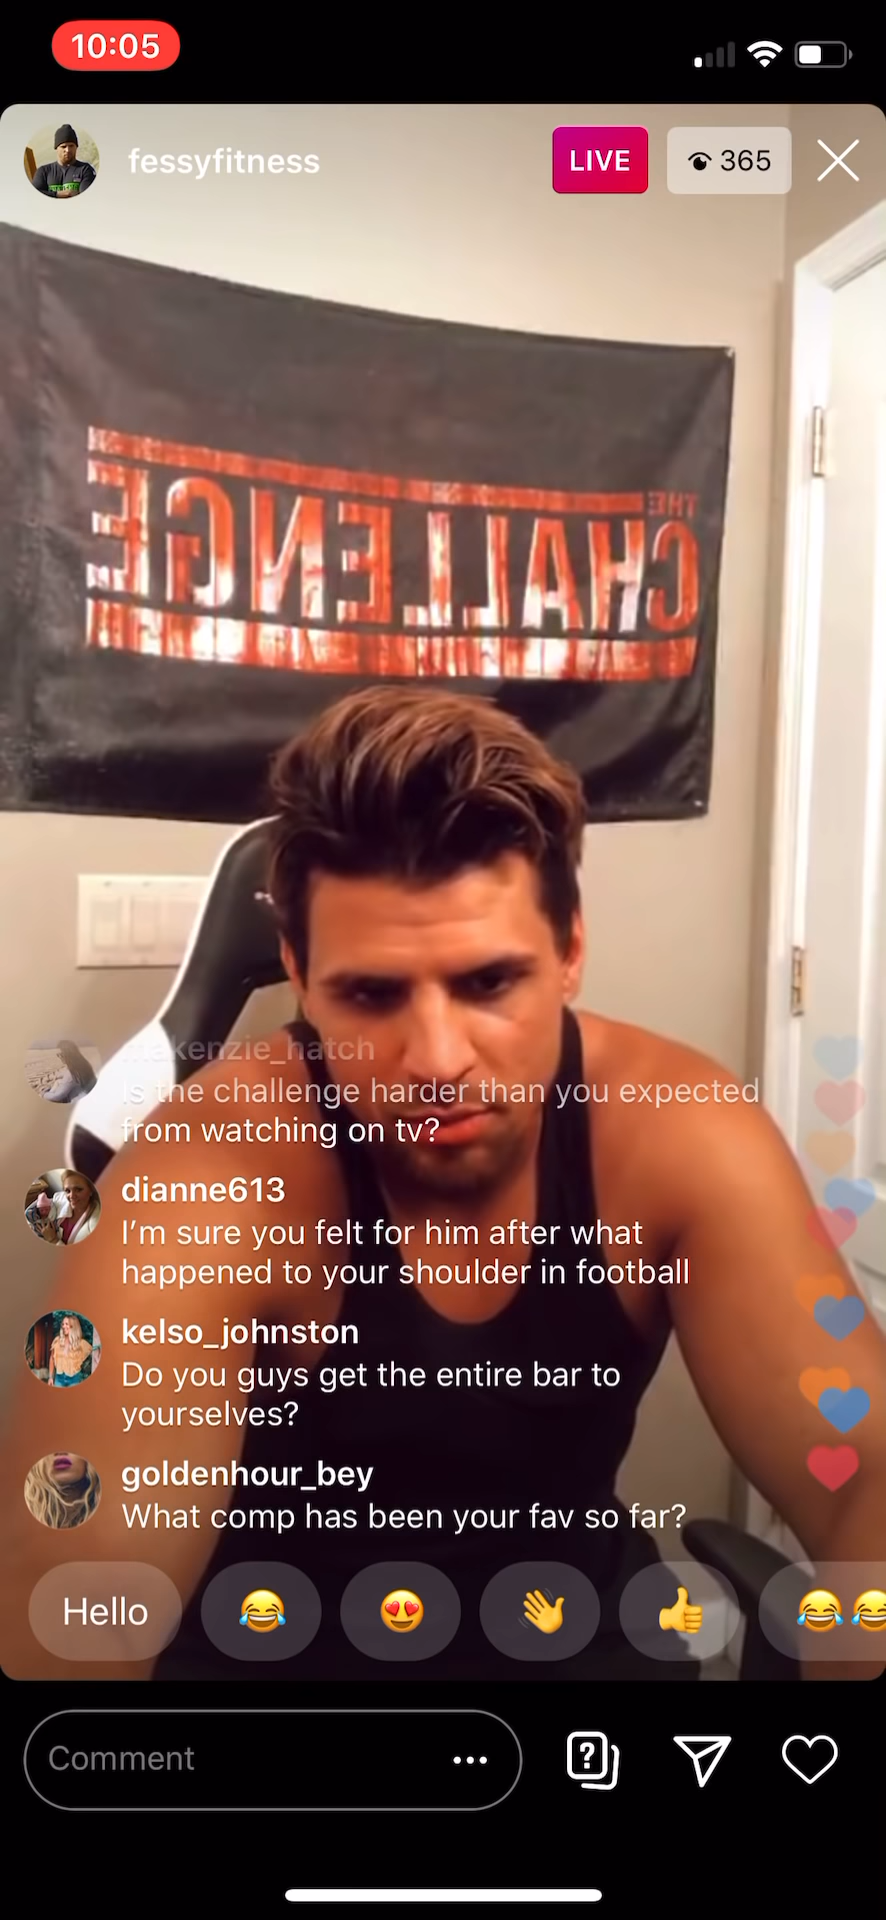 10:05
fessyfitness
LIVE
365
THE
CHALLENGE
makenzie_hatch
Is the challenge harder than you expected
from watching on tv?
dianne613
I’m sure you felt for him after what
happened to your shoulder in football
kelso_johnston
Do you guys get the entire bar to
yourselves?
goldenhour_bey
What comp has been your fav so far?
Hello
Comment